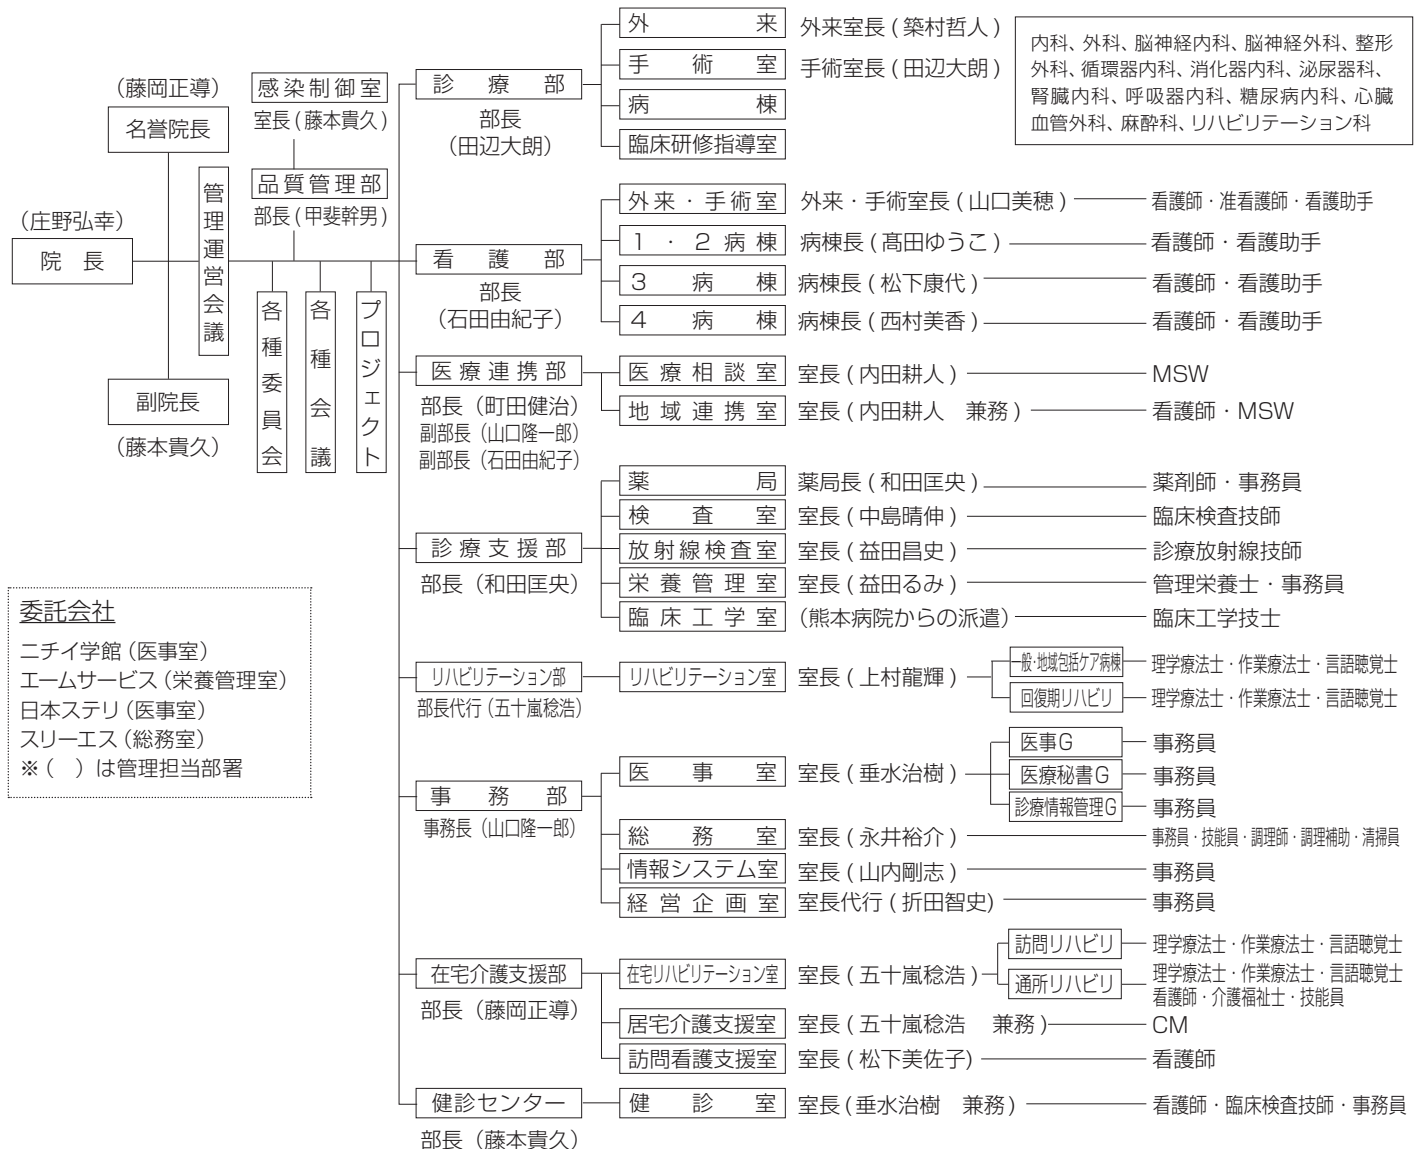 (庄野弘幸)
院長
(藤岡正導)
名誉院長
副院長
(藤本貴久)
管理運営会議
感染制御室
室長(藤本貴久)
品質管理部
部長(甲斐幹男)
各種委員会
各種会議
プロジェクト
診療部
部長
(田辺大朗)
外来 外来室長(築村哲人)
手術室 手術室長(田辺大朗)
病棟
臨床研修指導室
内科、外科、脳神経内科、脳神経外科、整形
外科、循環器内科、消化器内科、泌尿器科、
腎臓内科、呼吸器内科、糖尿病内科、心臓
血管外科、麻酔科、リハビリテーション科
看護部
部長
(石田由紀子)
外来・手術室 外来・手術室長(山口美穂) 看護師・准看護師・看護助手
1・2病棟 病棟長(髙田ゆうこ) 看護師・看護助手
3病棟 病棟長(松下康代) 看護師・看護助手
4病棟 病棟長(西村美香) 看護師・看護助手
医療連携部
部長(町田健治)
副部長(山口隆一郎)
副部長(石田由紀子)
医療相談室 室長(内田耕人) MSW
地域連携室 室長(内田耕人 兼務) 看護師・MSW
診療支援部
部長(和田匡央)
薬局 薬局長(和田匡央) 薬剤師・事務員
検査室 室長(中島晴伸) 臨床検査技師
放射線検査室 室長(益田昌史) 診療放射線技師
栄養管理室 室長(益田るみ) 管理栄養士・事務員
臨床工学室 (熊本病院からの派遣) 臨床工学技士
リハビリテーション部
部長代行(五十嵐稔浩)
リハビリテーション室 室長(上村龍輝)
一般・地域包括ケア病棟 理学療法士・作業療法士・言語聴覚士
回復期リハビリ 理学療法士・作業療法士・言語聴覚士
事務部
事務長(山口隆一郎)
医事室 室長(垂水治樹)
医事G 事務員
医療秘書G 事務員
診療情報管理G 事務員
総務室 室長(永井裕介) 事務員・技能員・調理師・調理補助・清掃員
情報システム室 室長(山内剛志) 事務員
経営企画室 室長代行(折田智史) 事務員
在宅介護支援部
部長(藤岡正導)
在宅リハビリテーション室 室長(五十嵐稔浩)
訪問リハビリ 理学療法士・作業療法士・言語聴覚士
通所リハビリ 理学療法士・作業療法士・言語聴覚士
看護師・介護福祉士・技能員
居宅介護支援室 室長(五十嵐稔浩 兼務) CM
訪問看護支援室 室長(松下美佐子) 看護師
健診センター
部長(藤本貴久)
健診室 室長(垂水治樹 兼務) 看護師・臨床検査技師・事務員
委託会社
ニチイ学館(医事室)
エームサービス(栄養管理室)
日本ステリ(医事室)
スリーエス(総務室)
※( )は管理担当部署